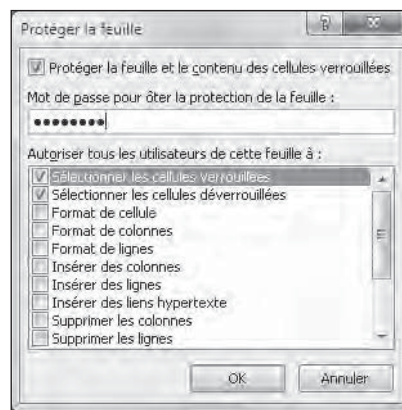 Protéger la feuille
Protéger la feuille et le contenu des cellules verrouillées
Mot de passe pour ôter la protection de la feuille :
••••••••
Autoriser tous les utilisateurs de cette feuille à :
Sélectionner les cellules verrouillées
Sélectionner les cellules déverrouillées
Format de cellule
Format de colonnes
Format de lignes
Insérer des colonnes
Insérer des lignes
Insérer des liens hypertexte
Supprimer les colonnes
Supprimer les lignes
OK Annuler